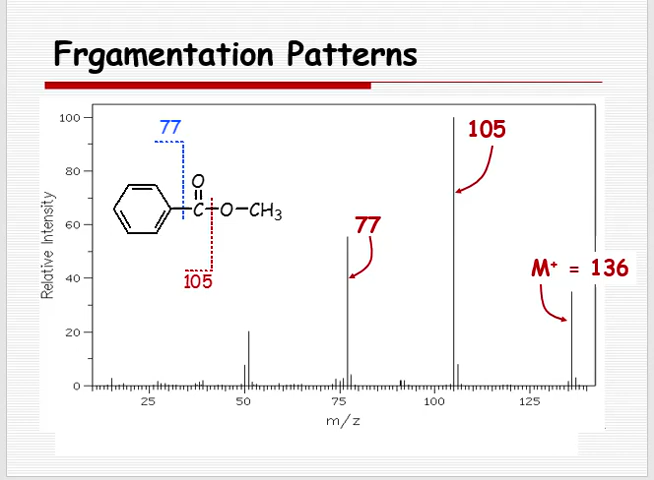 Frgamentation Patterns
Relative Intensity
100
80
60
40
20
0
77
O
C
O
CH3
105
105
77
M+ = 136
25
50
75
100
125
m/z